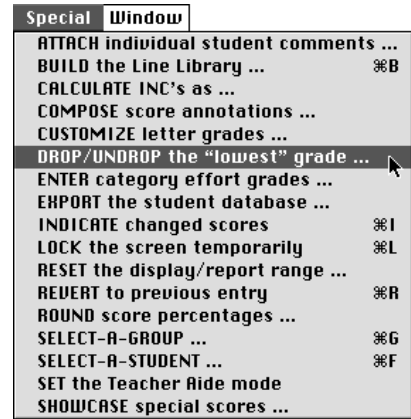 Special Window
ATTACH individual student comments ...
BUILD the Line Library ... ⌘B
CALCULATE INC's as ...
COMPOSE score annotations ...
CUSTOMIZE letter grades ...
DROP/UNDROP the “lowest” grade ...
ENTER category effort grades ...
EXPORT the student database ...
INDICATE changed scores ⌘I
LOCK the screen temporarily ⌘L
RESET the display/report range ...
REVERT to previous entry ⌘R
ROUND score percentages ...
SELECT-A-GROUP ... ⌘G
SELECT-A-STUDENT ... ⌘F
SET the Teacher Aide mode
SHOWCASE special scores ...